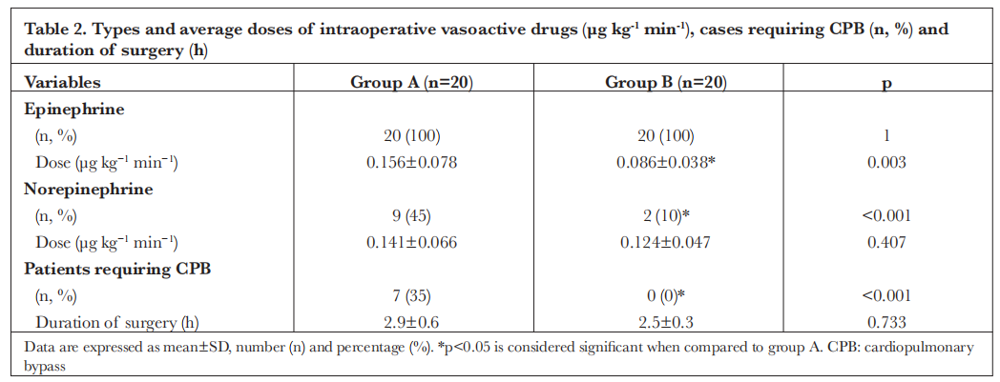 Table 2. Types and average doses of intraoperative vasoactive drugs (µg kg⁻¹ min⁻¹), cases requiring CPB (n, %) and
duration of surgery (h)
Variables Group A (n=20) Group B (n=20) p
Epinephrine
(n, %) 20 (100) 20 (100) 1
Dose (µg kg⁻¹ min⁻¹) 0.156±0.078 0.086±0.038* 0.003
Norepinephrine
(n, %) 9 (45) 2 (10)* <0.001
Dose (µg kg⁻¹ min⁻¹) 0.141±0.066 0.124±0.047 0.407
Patients requiring CPB
(n, %) 7 (35) 0 (0)* <0.001
Duration of surgery (h) 2.9±0.6 2.5±0.3 0.733
Data are expressed as mean±SD, number (n) and percentage (%). *p<0.05 is considered significant when compared to group A. CPB: cardiopulmonary
bypass